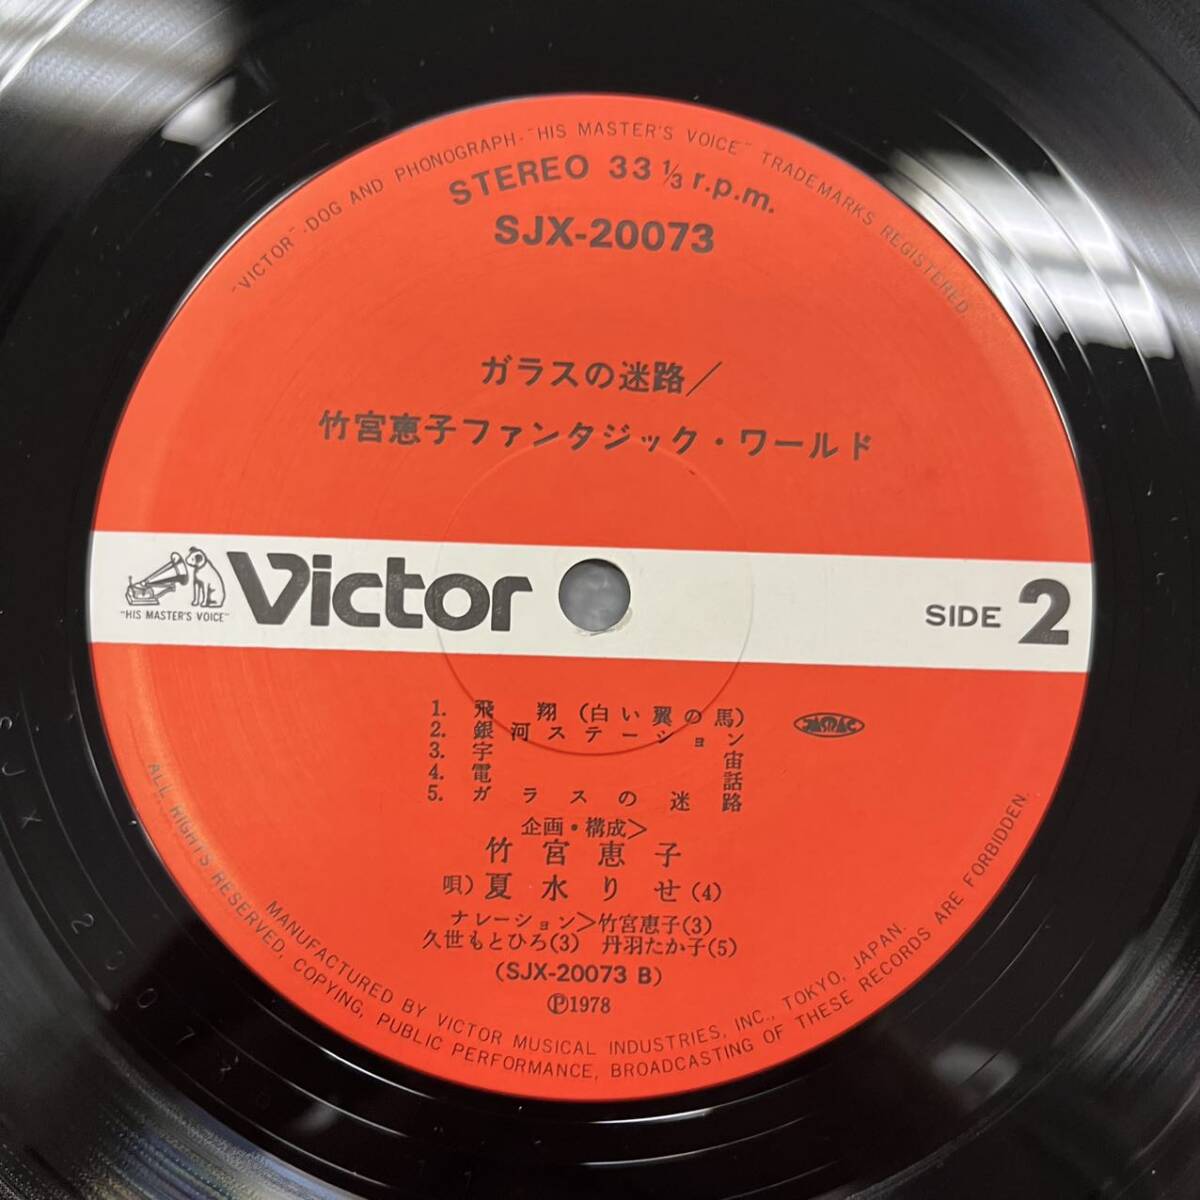 "VICTOR"-DOG AND PHONOGRAPH-"HIS MASTER'S VOICE" TRADEMARKS REGISTERED.
STEREO 33 1/3 r.p.m.
SJX-20073
ガラスの迷路/
竹宮恵子ファンタジック・ワールド
"HIS MASTER'S VOICE"
Victor
SIDE 2
1. 飛翔(白い翼の馬)
2. 銀河ステーション
3. 宇宙
4. 電話
5. ガラスの迷路
JASRAC
企画・構成>
竹宮恵子
唄)夏水りせ(4)
ナレーション>竹宮恵子(3)
久世もとひろ(3) 丹羽たか子(5)
(SJX-20073 B)
Ⓟ1978
MANUFACTURED BY VICTOR MUSICAL INDUSTRIES, INC., TOKYO, JAPAN.
ALL RIGHTS RESERVED, COPYING, PUBLIC PERFORMANCE, BROADCASTING OF THESE RECORDS ARE FORBIDDEN.